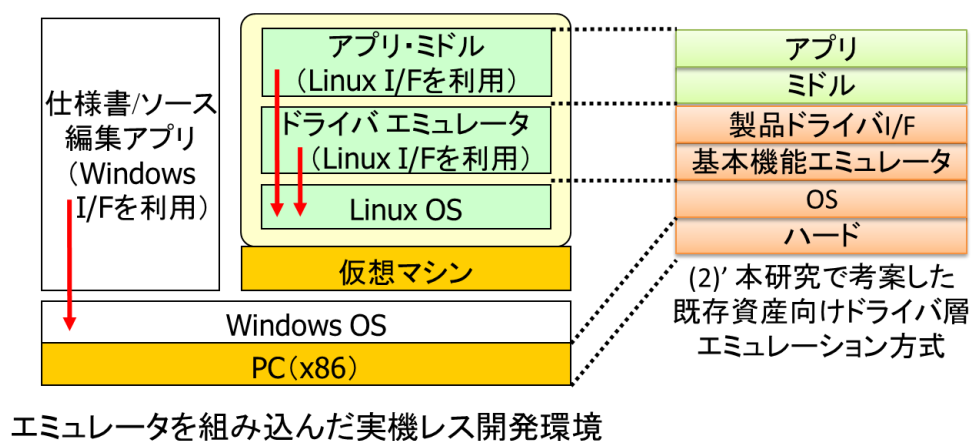 仕様書/ソース
編集アプリ
（Windows
I/Fを利用）
アプリ・ミドル
（Linux I/Fを利用）
ドライバ エミュレータ
（Linux I/Fを利用）
Linux OS
仮想マシン
Windows OS
PC（x86）
アプリ
ミドル
製品ドライバI/F
基本機能エミュレータ
OS
ハード
(2)’ 本研究で考案した
既存資産向けドライバ層
エミュレーション方式
エミュレータを組み込んだ実機レス開発環境